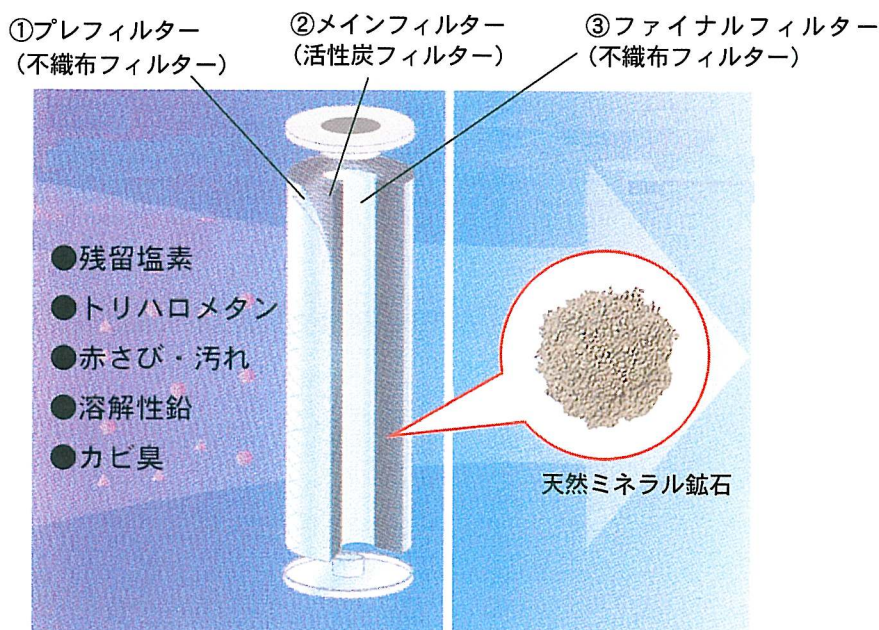 ①プレフィルター
(不織布フィルター)
②メインフィルター
(活性炭フィルター)
③ファイナルフィルター
(不織布フィルター)
●残留塩素
●トリハロメタン
●赤さび・汚れ
●溶解性鉛
●カビ臭
天然ミネラル鉱石